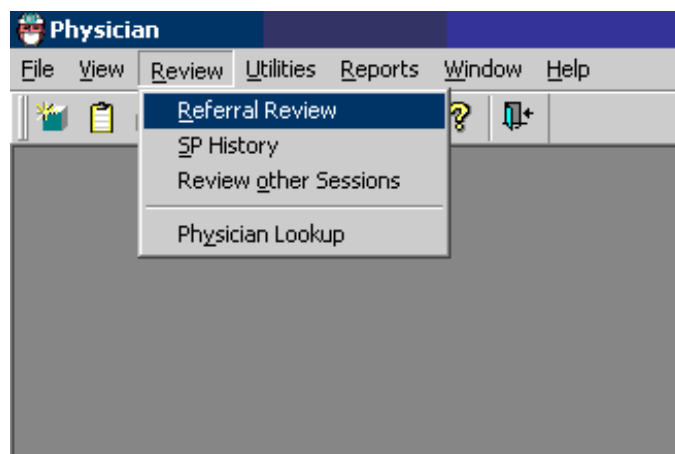 Physician
File View Review Utilities Reports Window Help
Referral Review
SP History
Review other Sessions
Physician Lookup